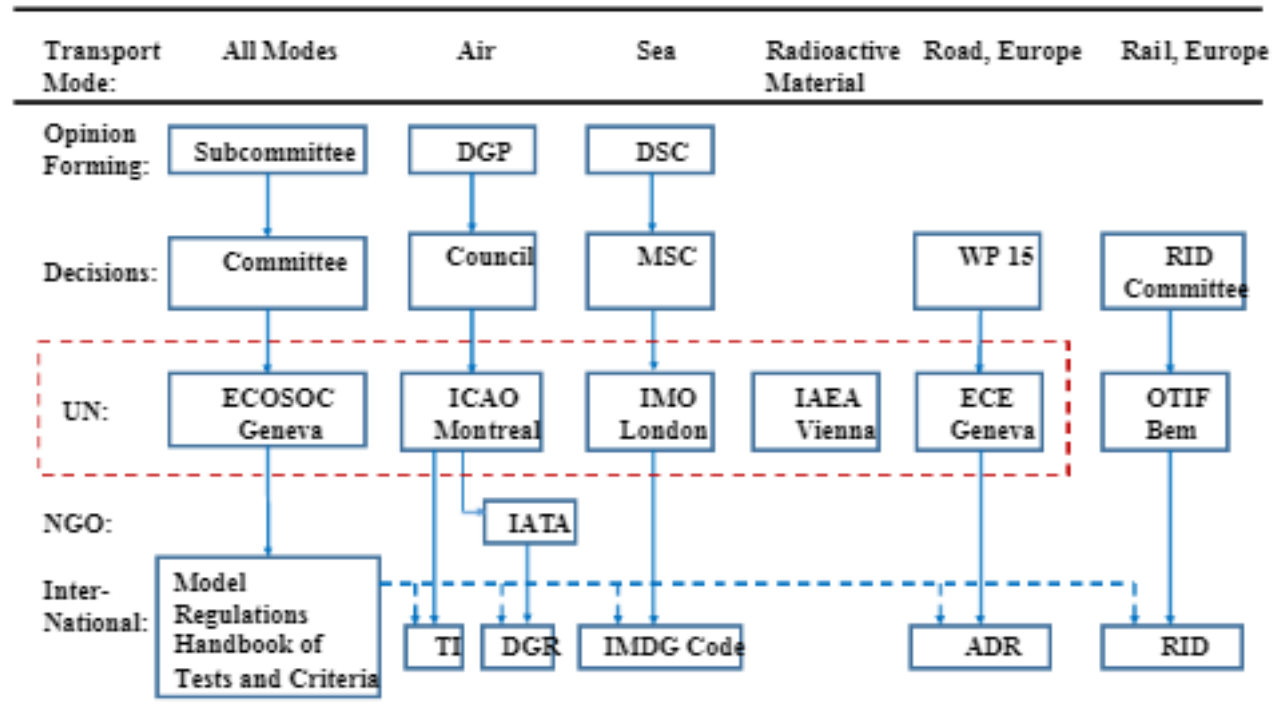 Transport Mode: All Modes Air Sea Radioactive Material Road, Europe Rail, Europe
Opinion Forming: Subcommittee DGP DSC
Decisions: Committee Council MSC WP 15 RID Committee
UN: ECOSOC Geneva ICAO Montreal IMO London IAEA Vienna ECE Geneva OTIF Bem
NGO: IATA
Inter-
National:
Model
Regulations
Handbook of
Tests and Criteria
TI DGR IMDG Code ADR RID